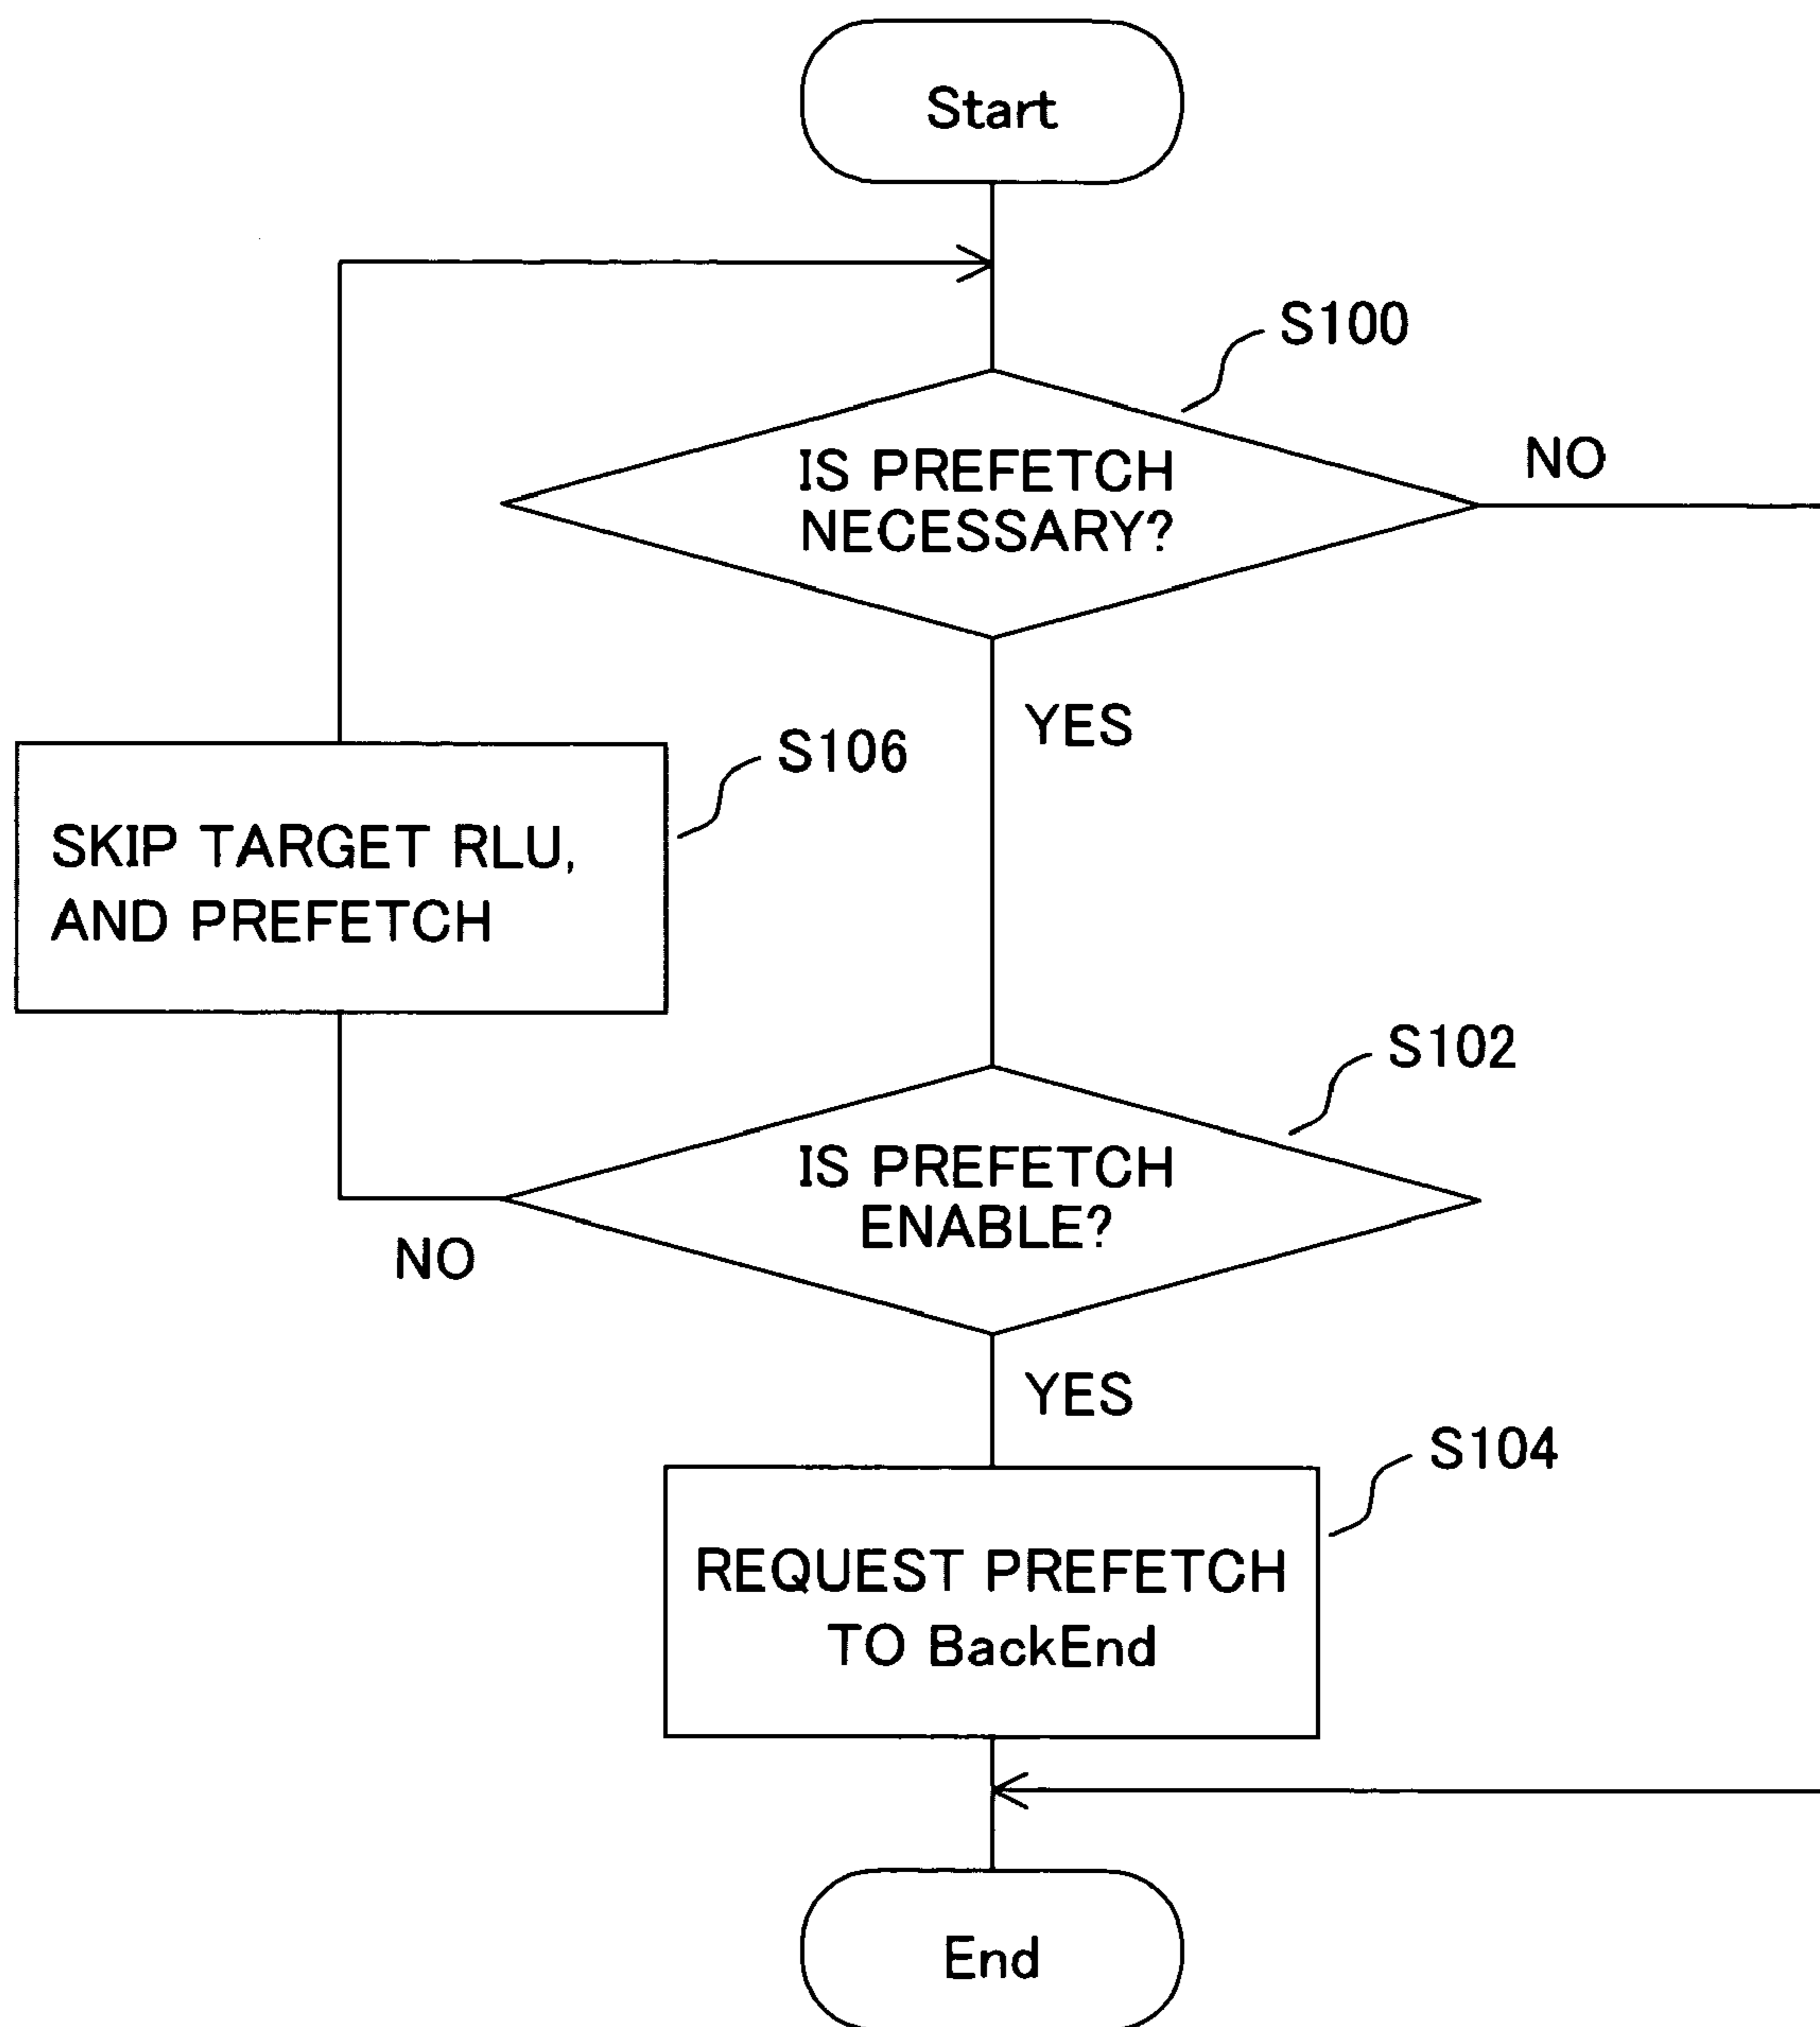 Start
S100
IS PREFETCH
NECESSARY?
NO
YES
S106
SKIP TARGET RLU,
AND PREFETCH
S102
IS PREFETCH
ENABLE?
NO
YES
S104
REQUEST PREFETCH
TO BackEnd
End